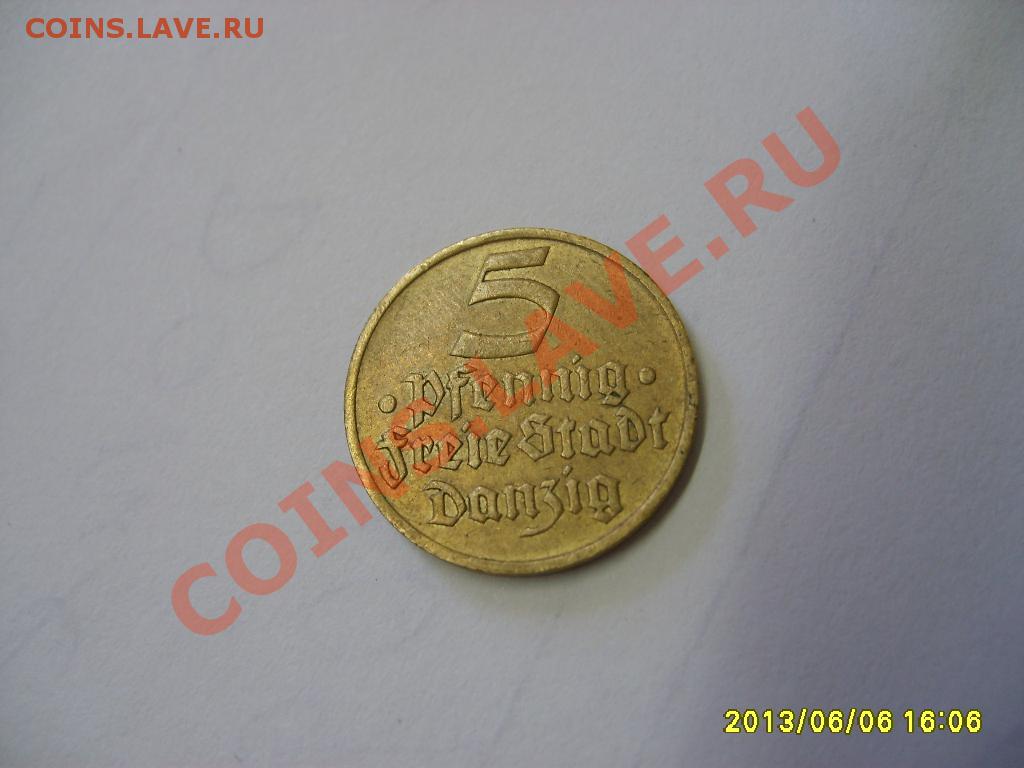 COINS.LAVE.RU
COINS.LAVE.RU
5
· Pfennig ·
Freie Stadt
Danzig
2013/06/06 16:06